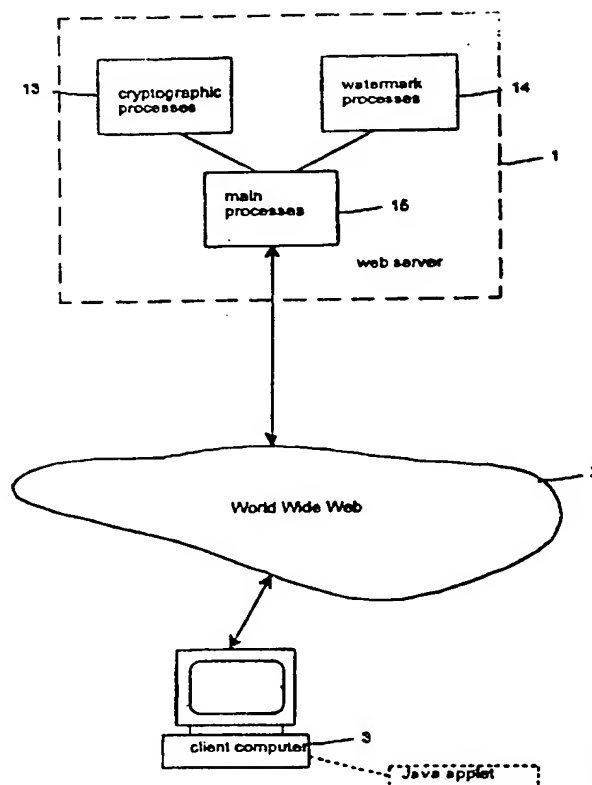 13
cryptographic
processes
watermark
processes
14
1
main
processes
15
web server
World Wide Web
client computer
3
Java applet